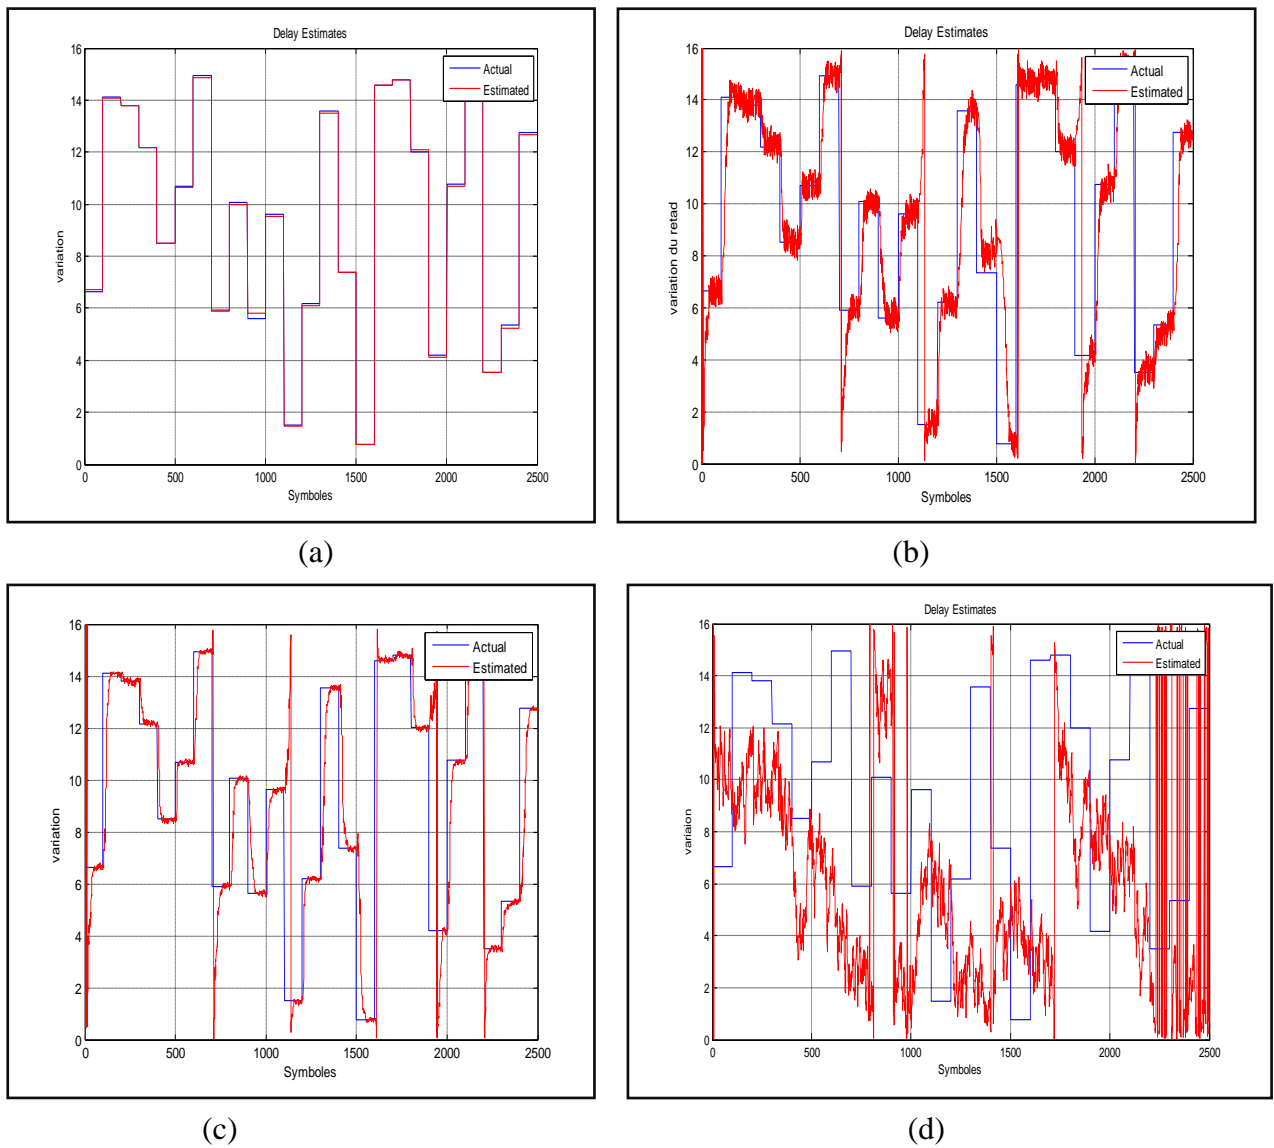 Delay Estimates
16
14
12
10
8
6
4
2
0
variation
Actual
Estimated
0 500 1000 1500 2000 2500
Symboles
(a)
Delay Estimates
16
14
12
10
8
6
4
2
0
variation du retad
Actual
Estimated
0 500 1000 1500 2000 2500
Symboles
(b)
16
14
12
10
8
6
4
2
0
variation
Actual
Estimated
0 500 1000 1500 2000 2500
Symboles
(c)
Delay Estimates
16
14
12
10
8
6
4
2
0
variaion
Actual
Estimated
0 500 1000 1500 2000 2500
Symboles
(d)